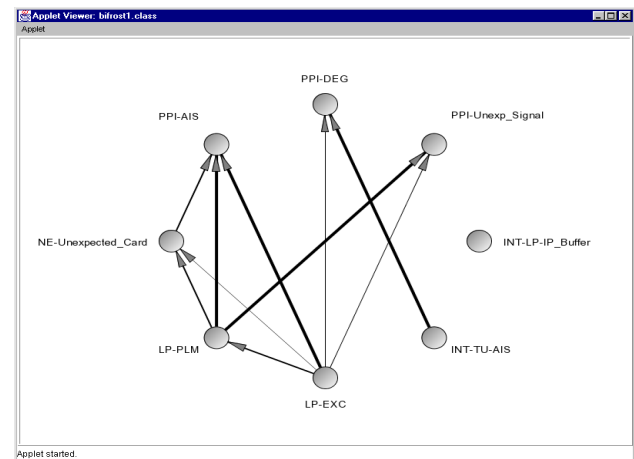 Applet Viewer: bifrost1.class
Applet
PPI-DEG
PPI-AIS
PPI-Unexp_Signal
NE-Unexpected_Card
INT-LP-IP_Buffer
LP-PLM
INT-TU-AIS
LP-EXC
Applet started.